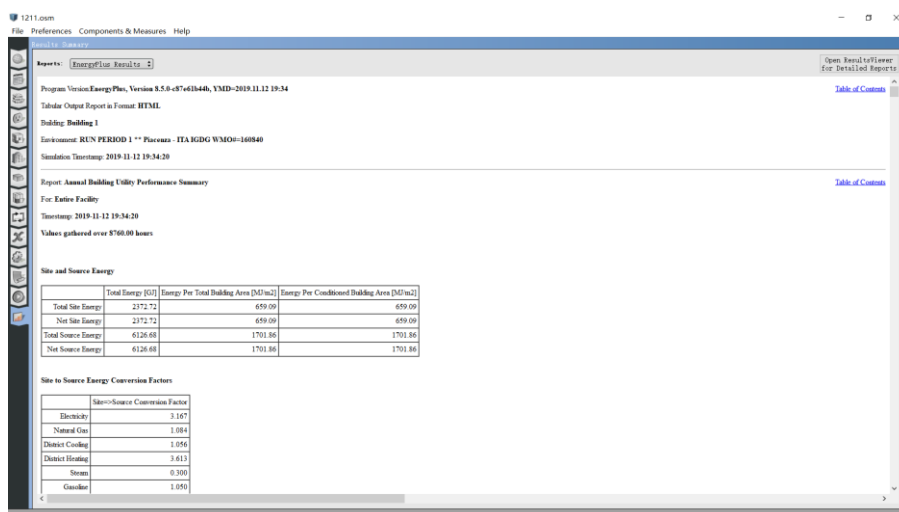 1211.osm
File Preferences Components & Measures Help
Results Summary
Reports: EnergyPlus Results
Open ResultsViewer
for Detailed Reports
Program Version:EnergyPlus, Version 8.5.0-c87e61b44b, YMD=2019.11.12 19:34
Table of Contents
Tabular Output Report in Format: HTML
Building: Building 1
Environment: RUN PERIOD 1 ** Piacenza - ITA IGDG WMO#=160840
Simulation Timestamp: 2019-11-12 19:34:20
Report: Annual Building Utility Performance Summary
Table of Contents
For: Entire Facility
Timestamp: 2019-11-12 19:34:20
Values gathered over 8760.00 hours
Site and Source Energy
Total Energy [GJ] Energy Per Total Building Area [MJ/m2] Energy Per Conditioned Building Area [MJ/m2]
Total Site Energy 2372.72 659.09 659.09
Net Site Energy 2372.72 659.09 659.09
Total Source Energy 6126.68 1701.86 1701.86
Net Source Energy 6126.68 1701.86 1701.86
Site to Source Energy Conversion Factors
Site=>Source Conversion Factor
Electricity 3.167
Natural Gas 1.084
District Cooling 1.056
District Heating 3.613
Steam 0.300
Gasoline 1.050